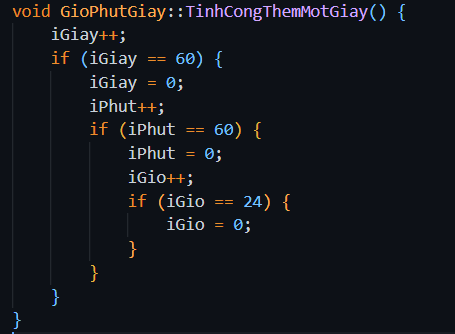 void GioPhutGiay::TinhCongThemMotGiay() {
    iGiay++;
    if (iGiay == 60) {
        iGiay = 0;
        iPhut++;
        if (iPhut == 60) {
            iPhut = 0;
            iGio++;
            if (iGio == 24) {
                iGio = 0;
            }
        }
    }
}